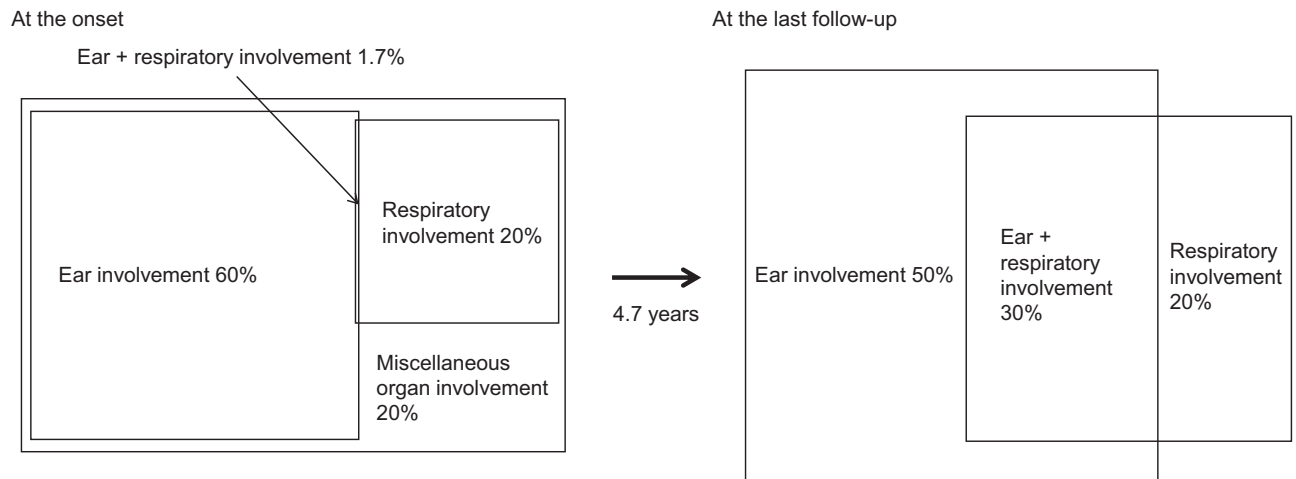 At the onset
Ear + respiratory involvement 1.7%
Ear involvement 60%
Respiratory
involvement 20%
Miscellaneous
organ involvement
20%
4.7 years
At the last follow-up
Ear involvement 50%
Ear +
respiratory
involvement
30%
Respiratory
involvement
20%